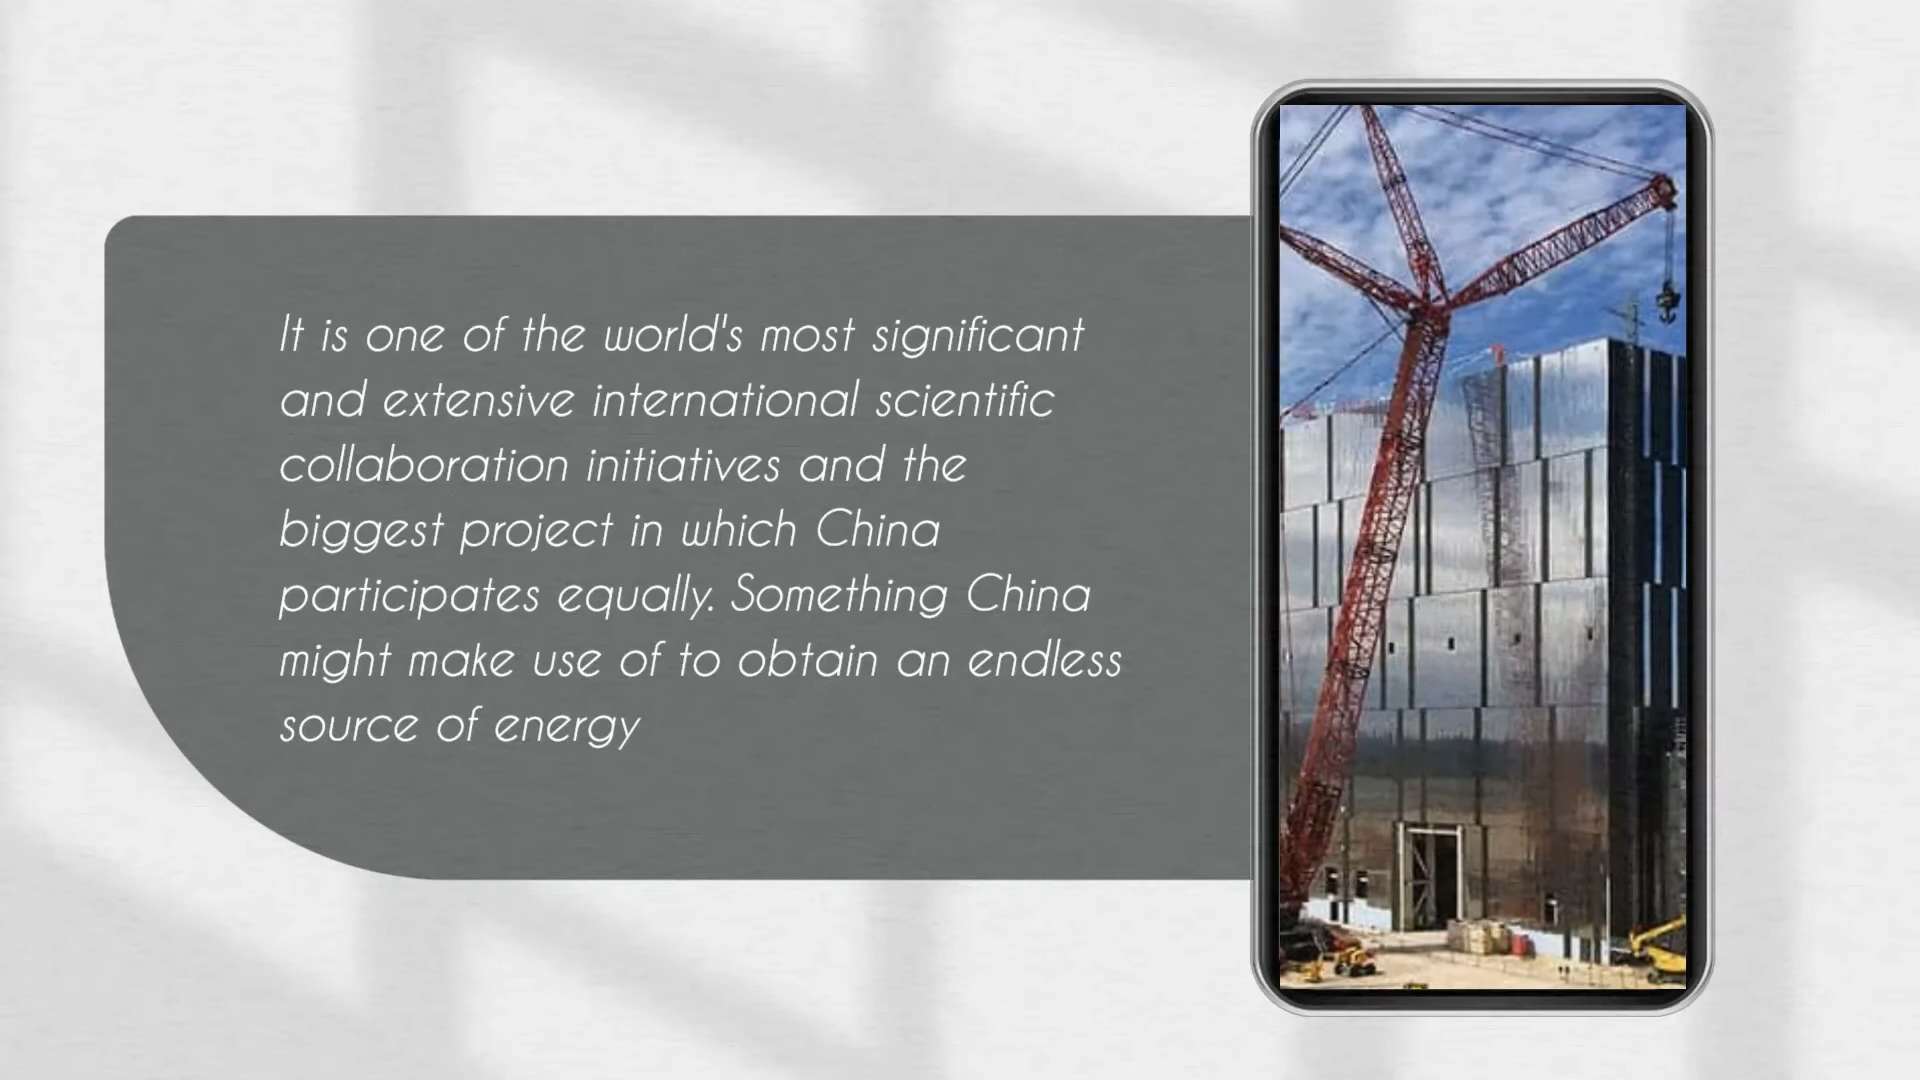 It is one of the world's most significant
and extensive international scientific
collaboration initiatives and the
biggest project in which China
participates equally. Something China
might make use of to obtain an endless
source of energy